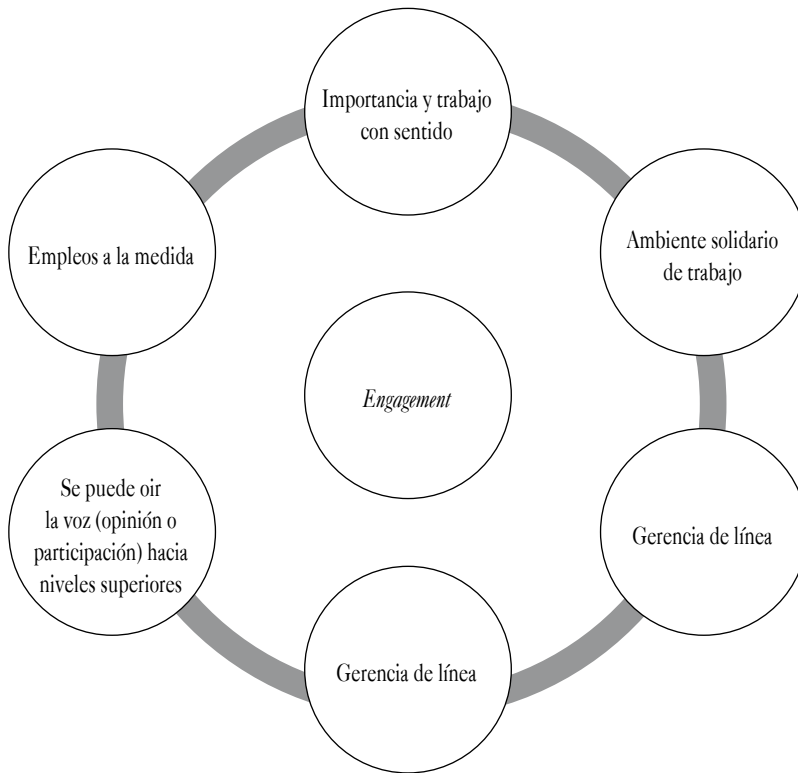 Importancia y trabajo
con sentido
Ambiente solidario
de trabajo
Empleos a la medida
Engagement
Se puede oir
la voz (opinión o
participación) hacia
niveles superiores
Gerencia de línea
Gerencia de línea